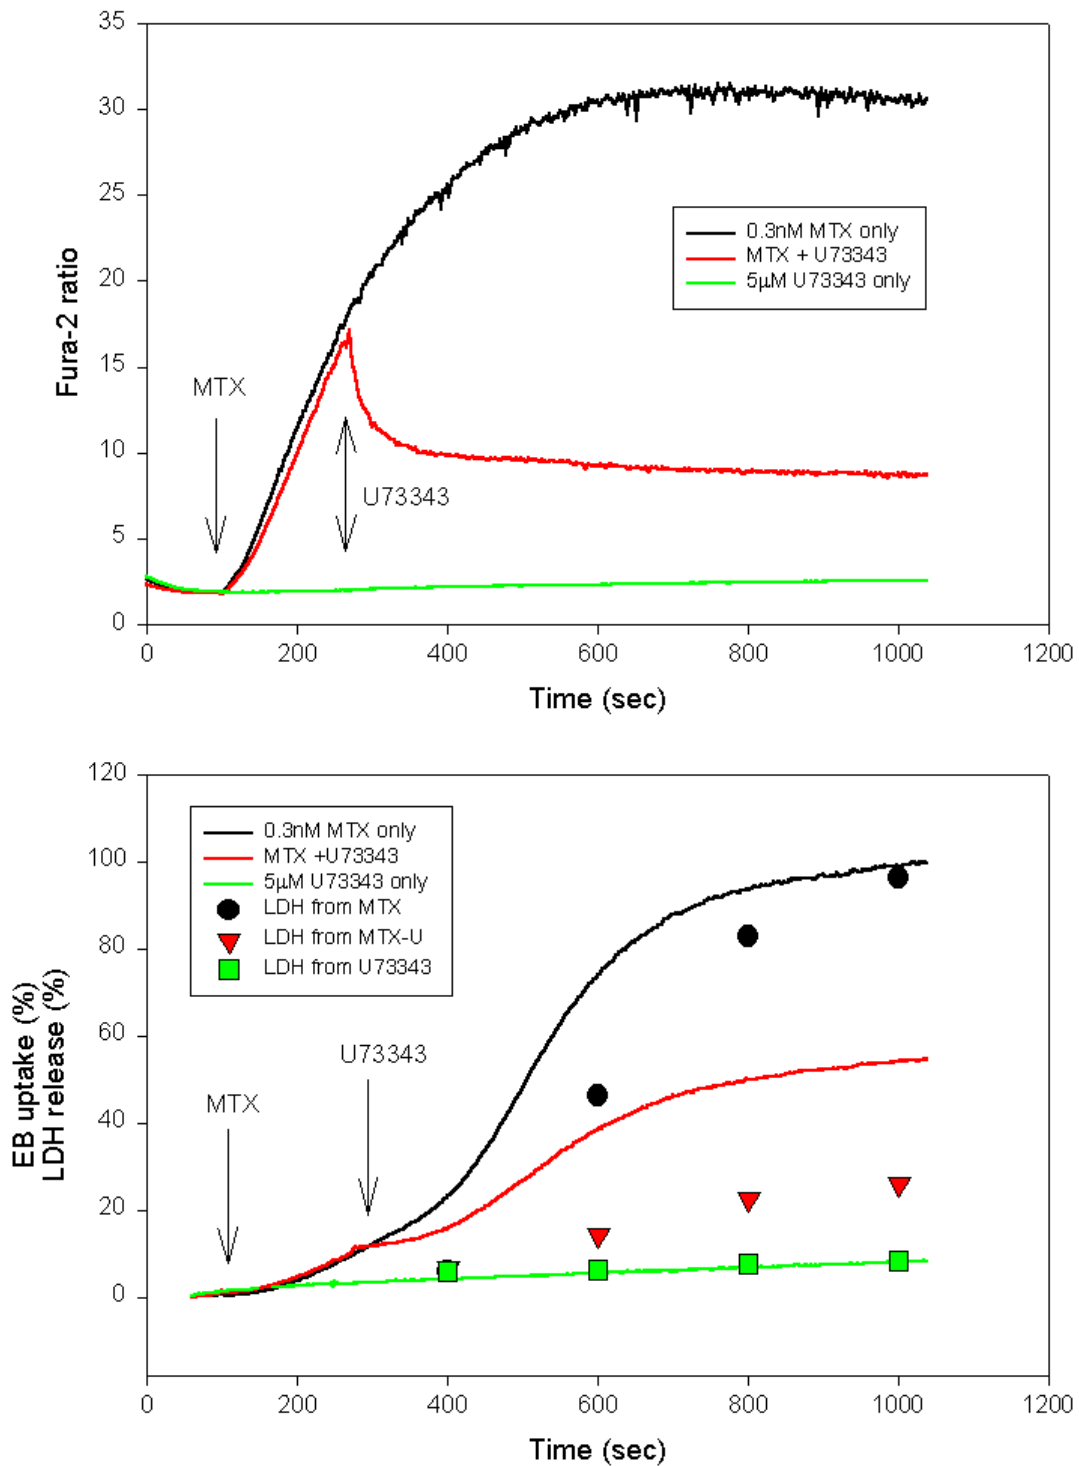 35
30
25
20
15
10
5
0
Fura-2 ratio
0.3nM MTX only
MTX + U73343
5μM U73343 only
MTX
U73343
0 200 400 600 800 1000 1200
Time (sec)
120
100
80
60
40
20
0
EB uptake (%)
LDH release (%)
0.3nM MTX only
MTX +U73343
5μM U73343 only
LDH from MTX
LDH from MTX-U
LDH from U73343
U73343
MTX
0 200 400 600 800 1000 1200
Time (sec)